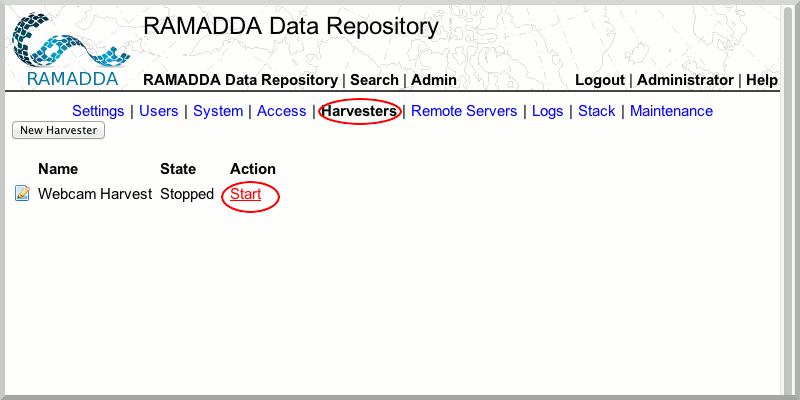 RAMADDA Data Repository
RAMADDA
RAMADDA Data Repository | Search | Admin
Logout | Administrator | Help
Settings | Users | System | Access | Harvesters | Remote Servers | Logs | Stack | Maintenance
New Harvester
Name State Action
Webcam Harvest Stopped Start